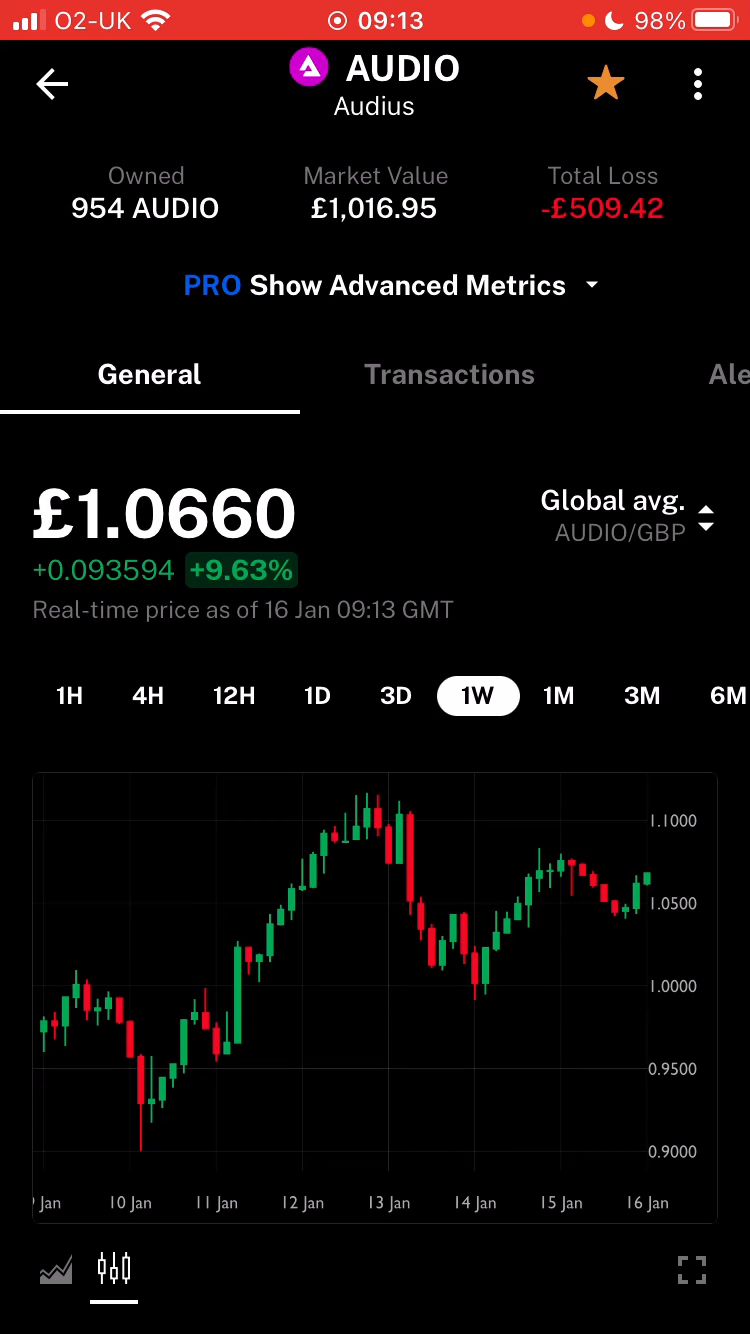 O2-UK 09:13 98%
AUDIO
Audius
Owned Market Value Total Loss
954 AUDIO £1,016.95 -£509.42
PRO Show Advanced Metrics
General Transactions Ale
£1.0660 Global avg.
AUDIO/GBP
+0.093594 +9.63%
Real-time price as of 16 Jan 09:13 GMT
1H 4H 12H 1D 3D 1W 1M 3M 6M
1.1000
1.0500
1.0000
0.9500
0.9000
9 Jan 10 Jan 11 Jan 12 Jan 13 Jan 14 Jan 15 Jan 16 Jan